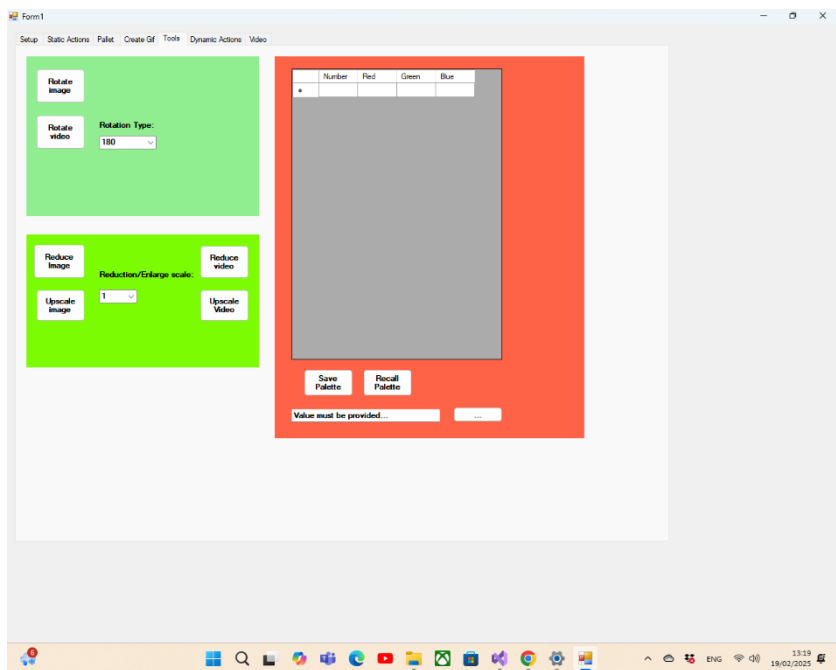 Form1
Setup Static Actions Pallet Create Gif Tools Dynamic Actions Video
Rotate
image
Rotate
video
Rotation Type:
180
Reduce
Image
Reduction/Enlarge scale:
Reduce
video
Upscale
image
1
Upscale
Video
Number Red Green Blue
Save
Palette
Recall
Palette
Value must be provided...
...
6
ENG
13:19
19/02/2025